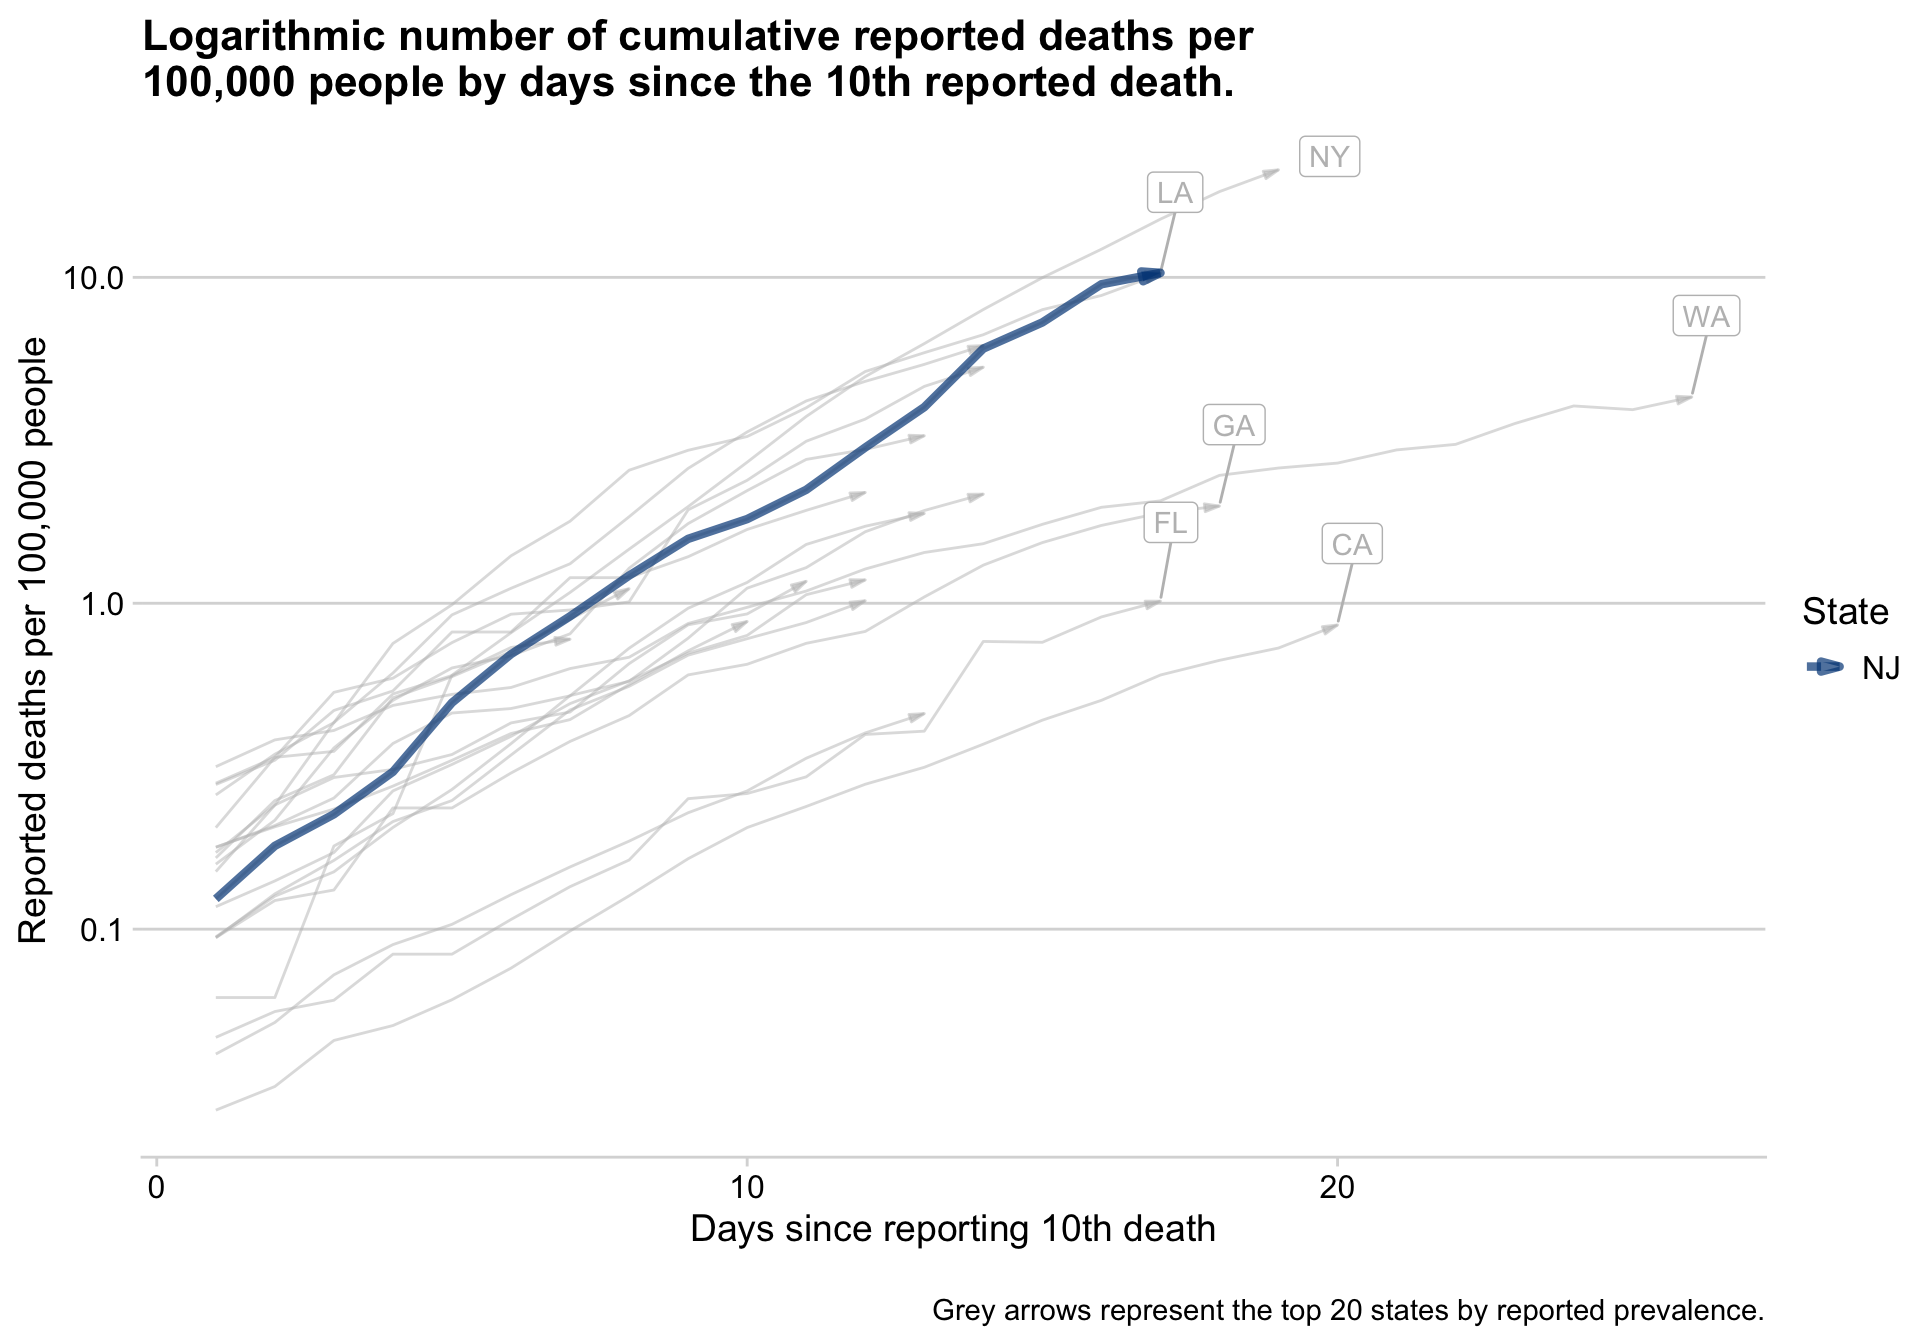 Logarithmic number of cumulative reported deaths per
100,000 people by days since the 10th reported death.
NY
LA
10.0
WA
GA
FL
CA
1.0
State
NJ
0.1
Reported deaths per 100,000 people
0
10
20
Days since reporting 10th death
Grey arrows represent the top 20 states by reported prevalence.